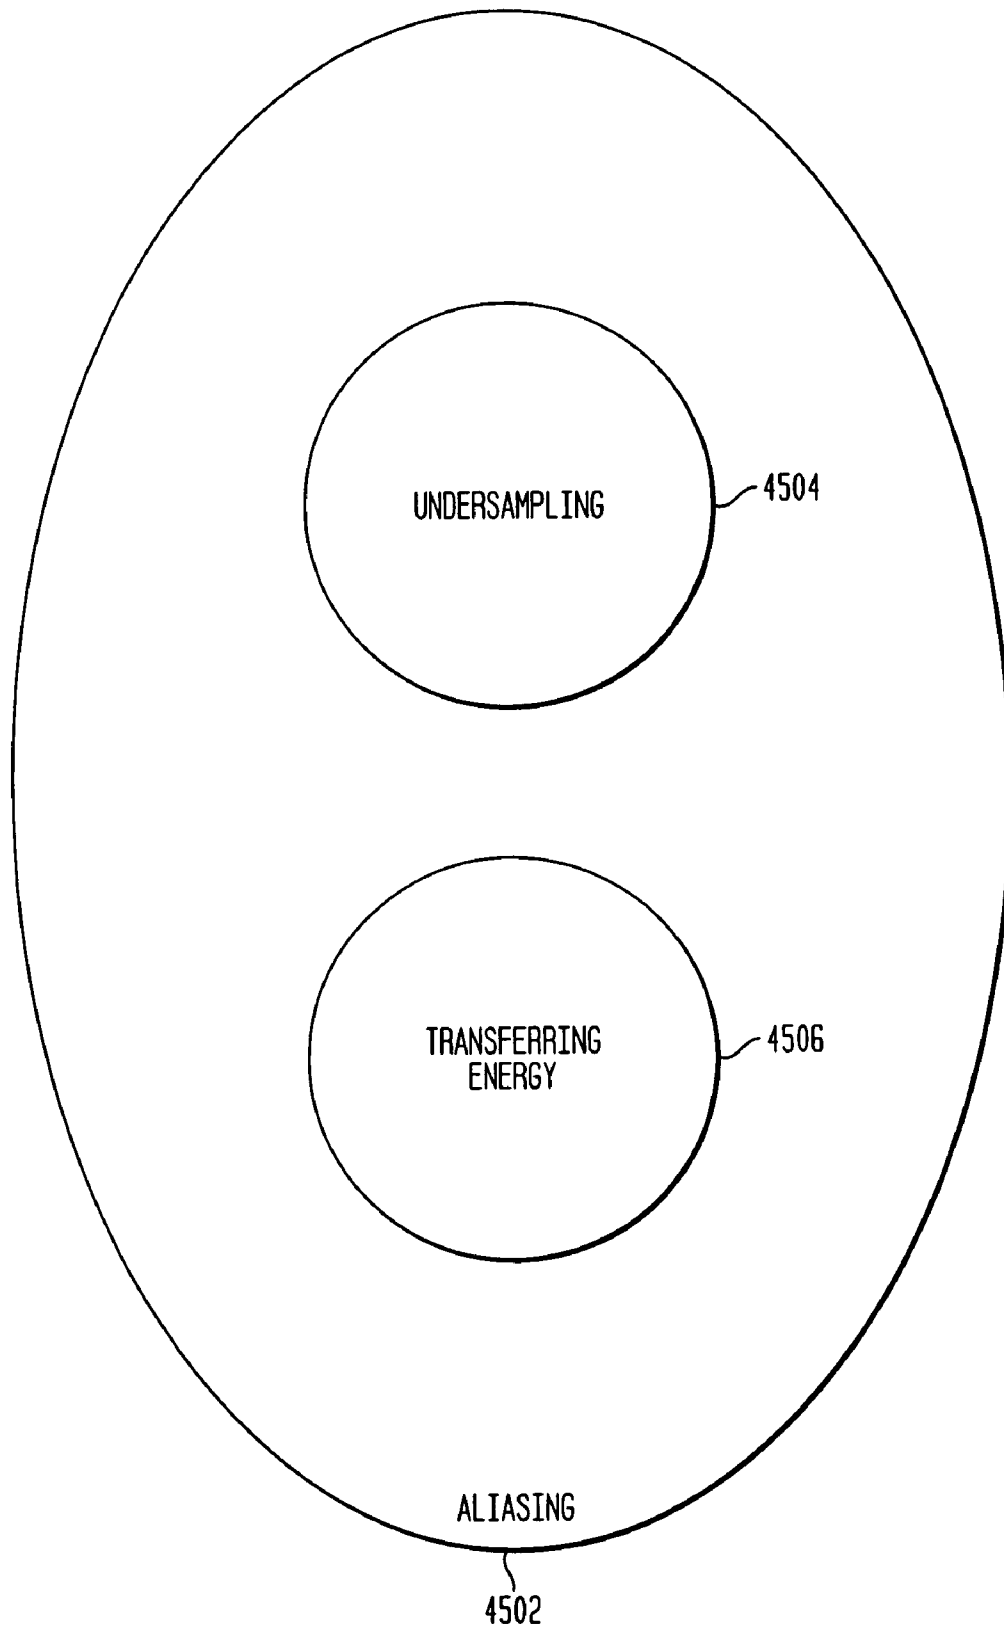 UNDERSAMPLING
4504
TRANSFERRING
ENERGY
4506
ALIASING
4502